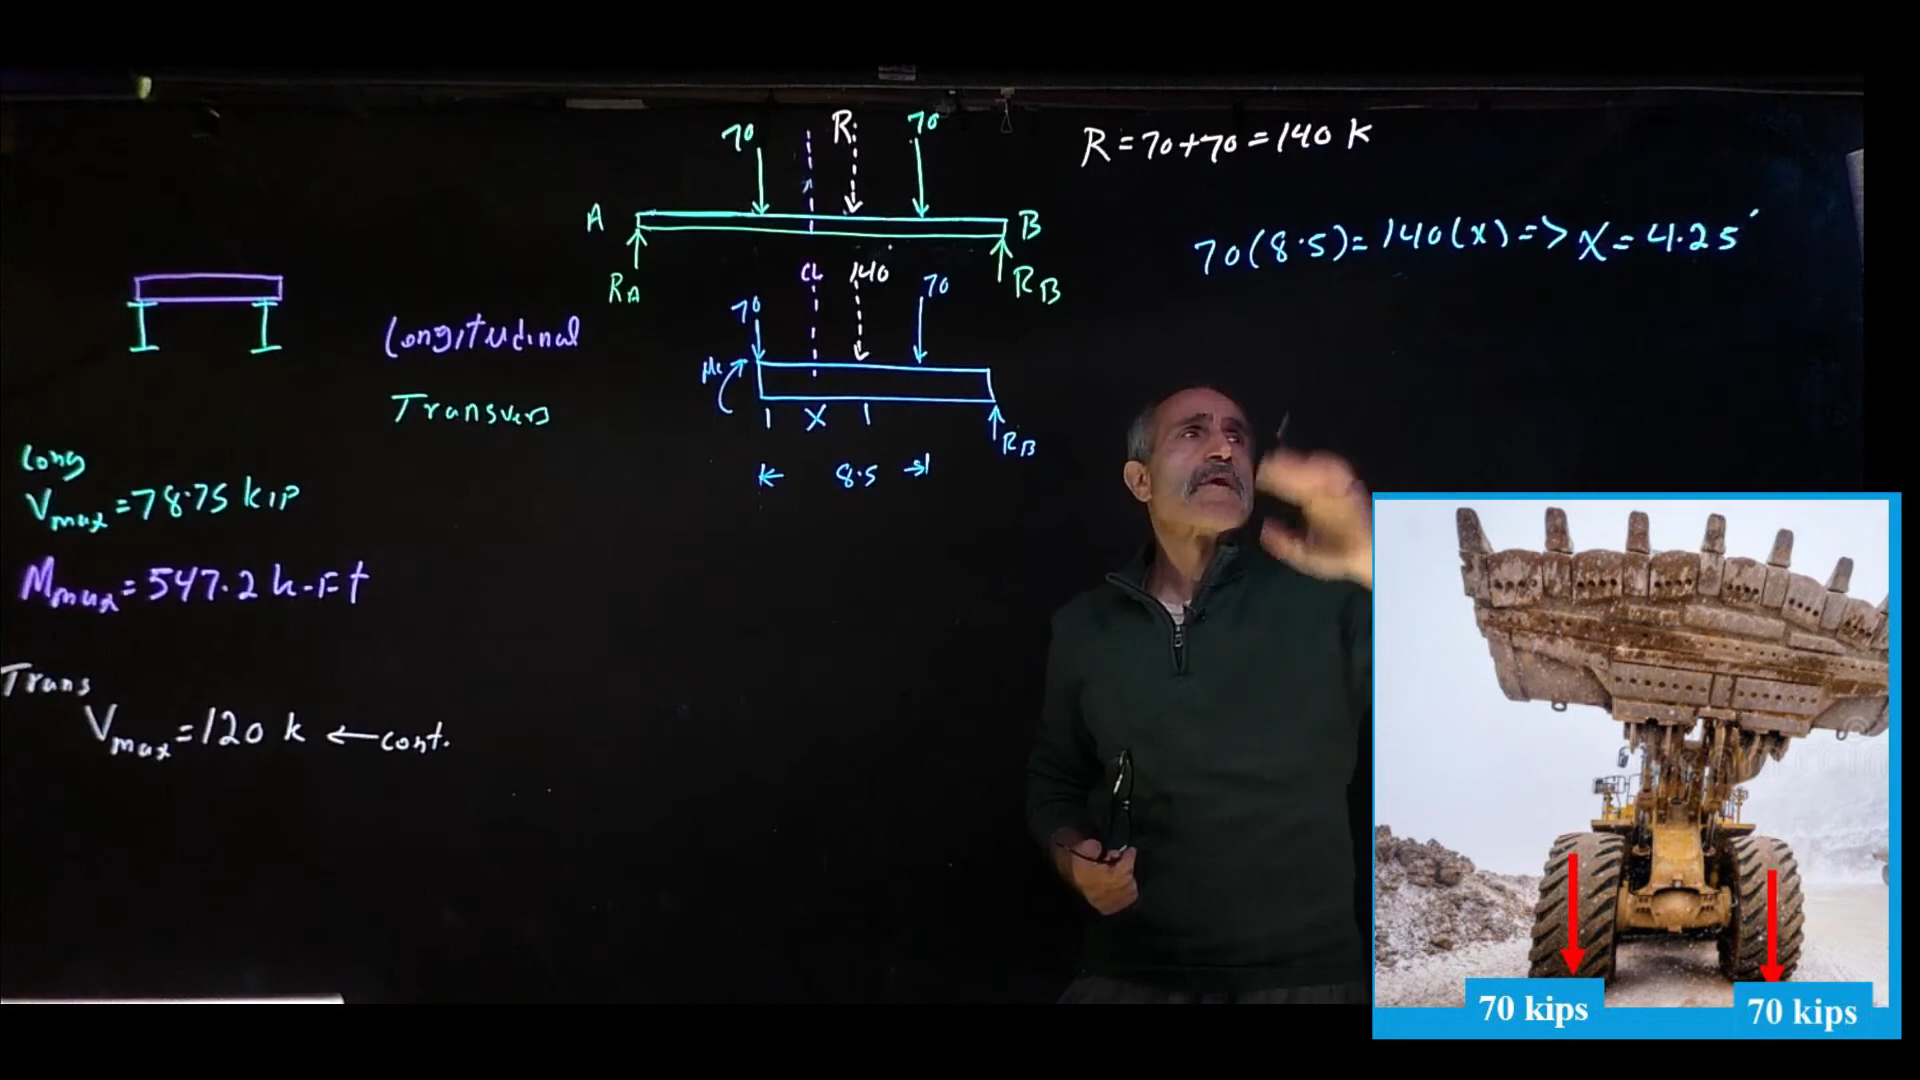 70 R 70
A B
RA RB
CL 140 70
70
Mc
X
RB
8.5
R = 70+70 = 140 K
70(8.5) = 140(x) => X = 4.25'
Longitudinal
Transvers
Long
Vmax = 78.75 KIP
Mmax = 547.2 k-Ft
Trans
Vmax = 120 k ← cont.
70 kips 70 kips